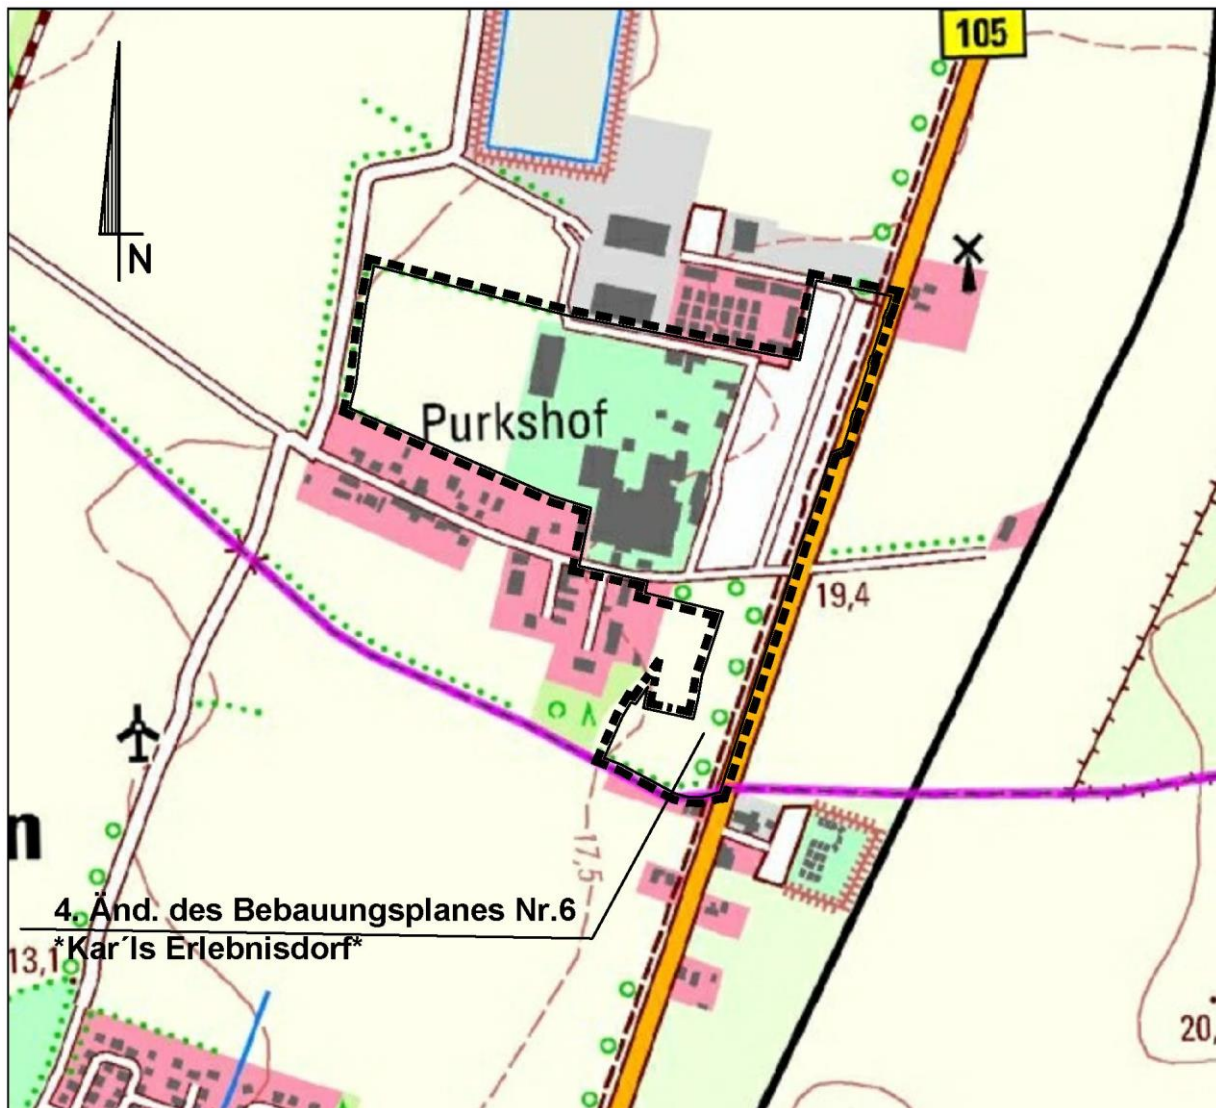 105
N
Purkshof
19,4
17,5
n
4. Änd. des Bebauungsplanes Nr.6
*Kar´ls Erlebnisdorf*
13,1
20,